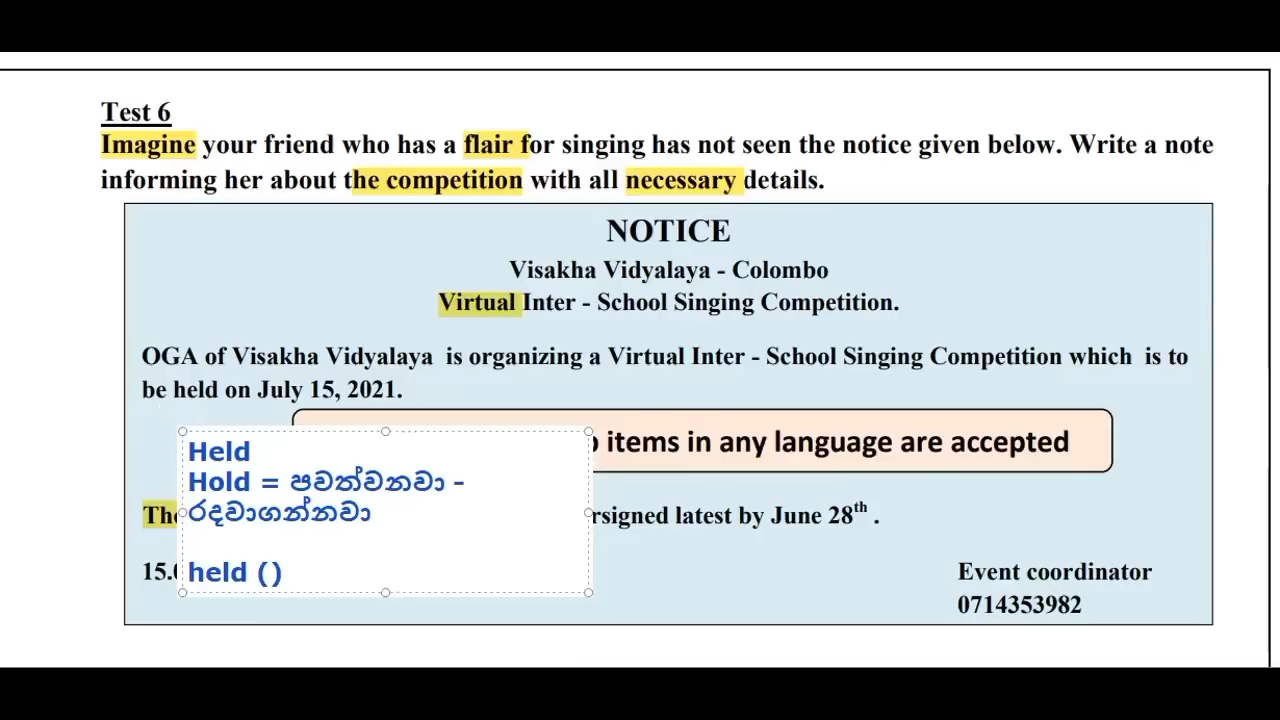 Test 6
Imagine your friend who has a flair for singing has not seen the notice given below. Write a note
informing her about the competition with all necessary details.
NOTICE
Visakha Vidyalaya - Colombo
Virtual Inter - School Singing Competition.
OGA of Visakha Vidyalaya is organizing a Virtual Inter - School Singing Competition which is to
be held on July 15, 2021.
items in any language are accepted
Held
Hold = පවත්වනවා -
රදවාගන්නවා
held ()
latest by June 28th .
Event coordinator
0714353982